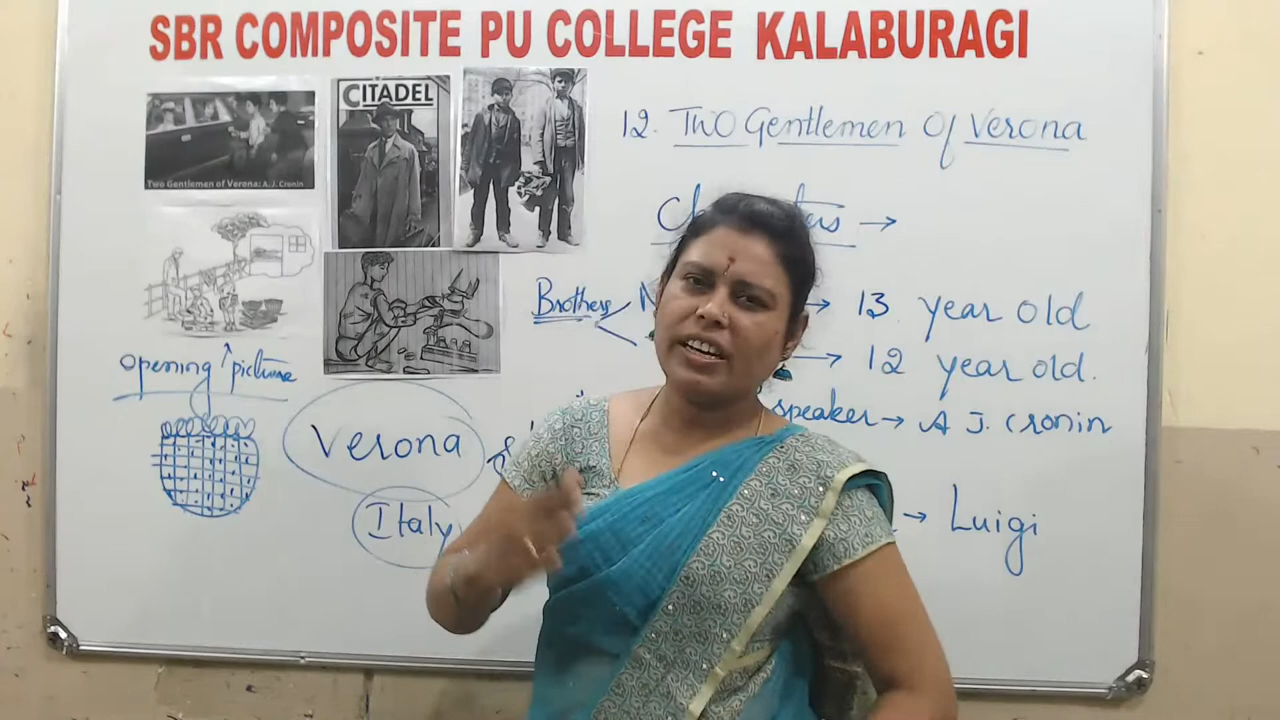 SBR COMPOSITE PU COLLEGE KALABURAGI
CITADEL
Two Gentlemen of Verona: A. J. Cronin
12. Two Gentlemen of Verona
→
Brothers → 13 year old
→ 12 year old.
speaker → A J. Cronin
opening ↑ picture
Verona
Italy
→ Luigi